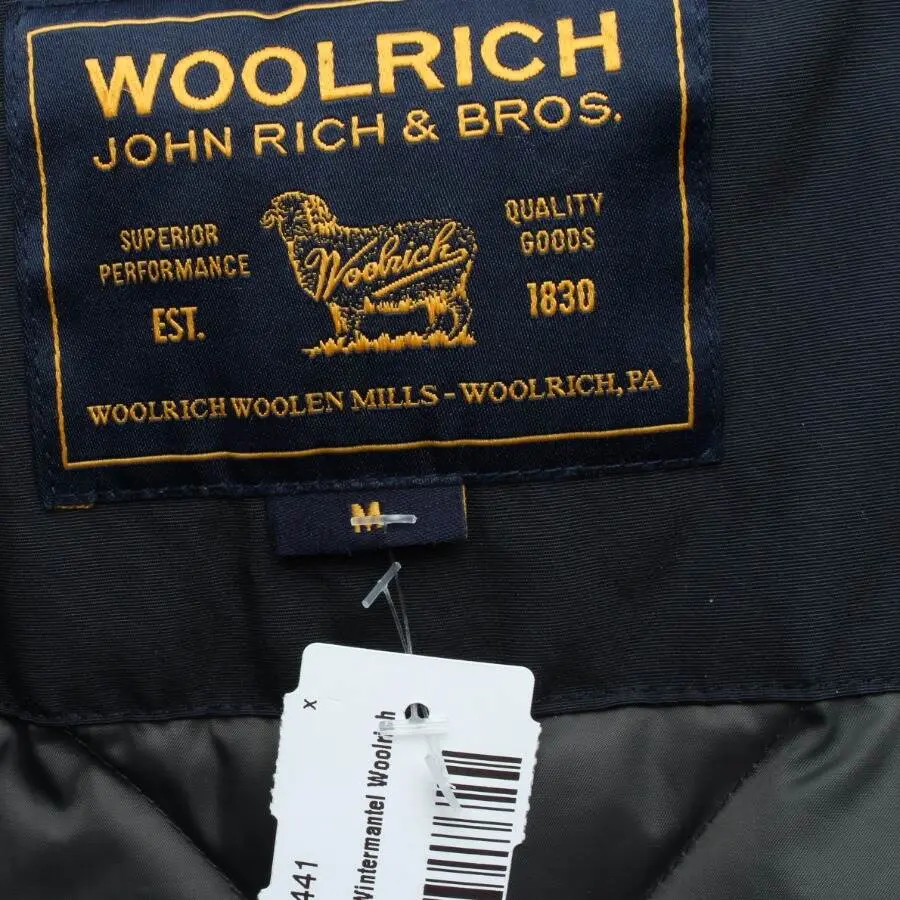 WOOLRICH
JOHN RICH & BROS.
SUPERIOR
PERFORMANCE
EST.
Woolrich
QUALITY
GOODS
1830
WOOLRICH WOOLEN MILLS - WOOLRICH, PA
M
x
Wintermantel Woolrich
441